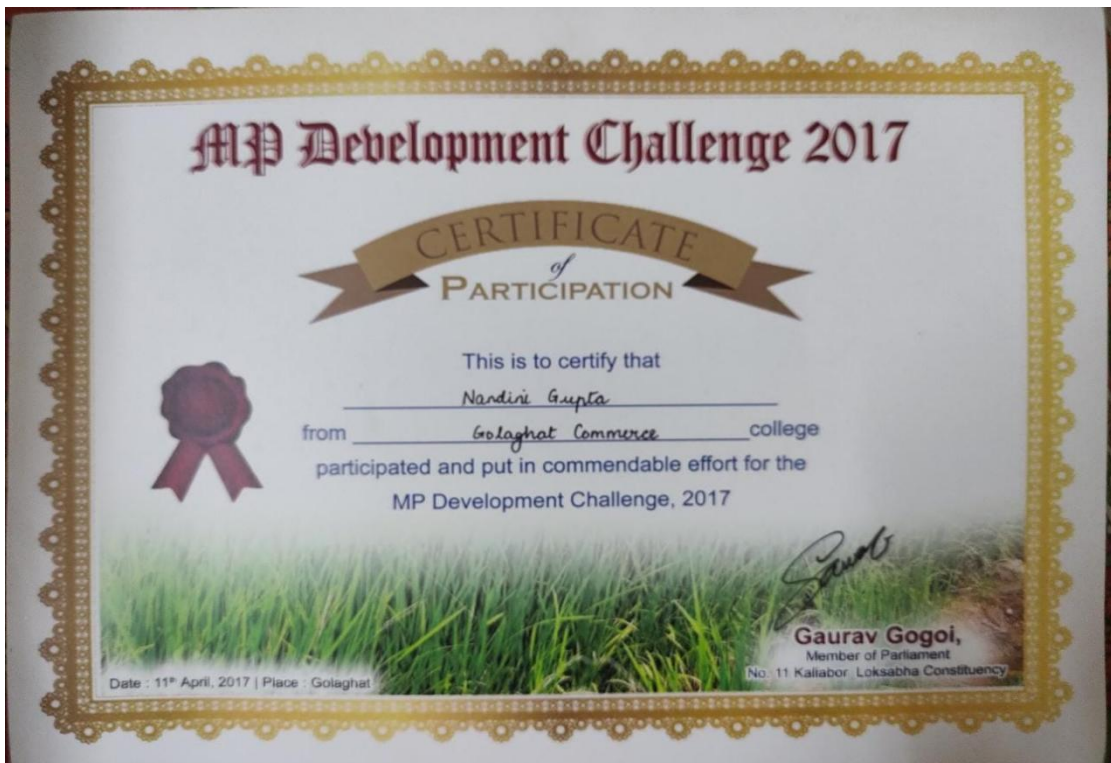 MP Development Challenge 2017
CERTIFICATE
of
PARTICIPATION
This is to certify that
Nandini Gupta
from Golaghat Commerce college
participated and put in commendable effort for the
MP Development Challenge, 2017
Gaurav Gogoi,
Member of Parliament
No. 11 Kaliabor Loksabha Constituency
Date : 11th April, 2017 | Place : Golaghat